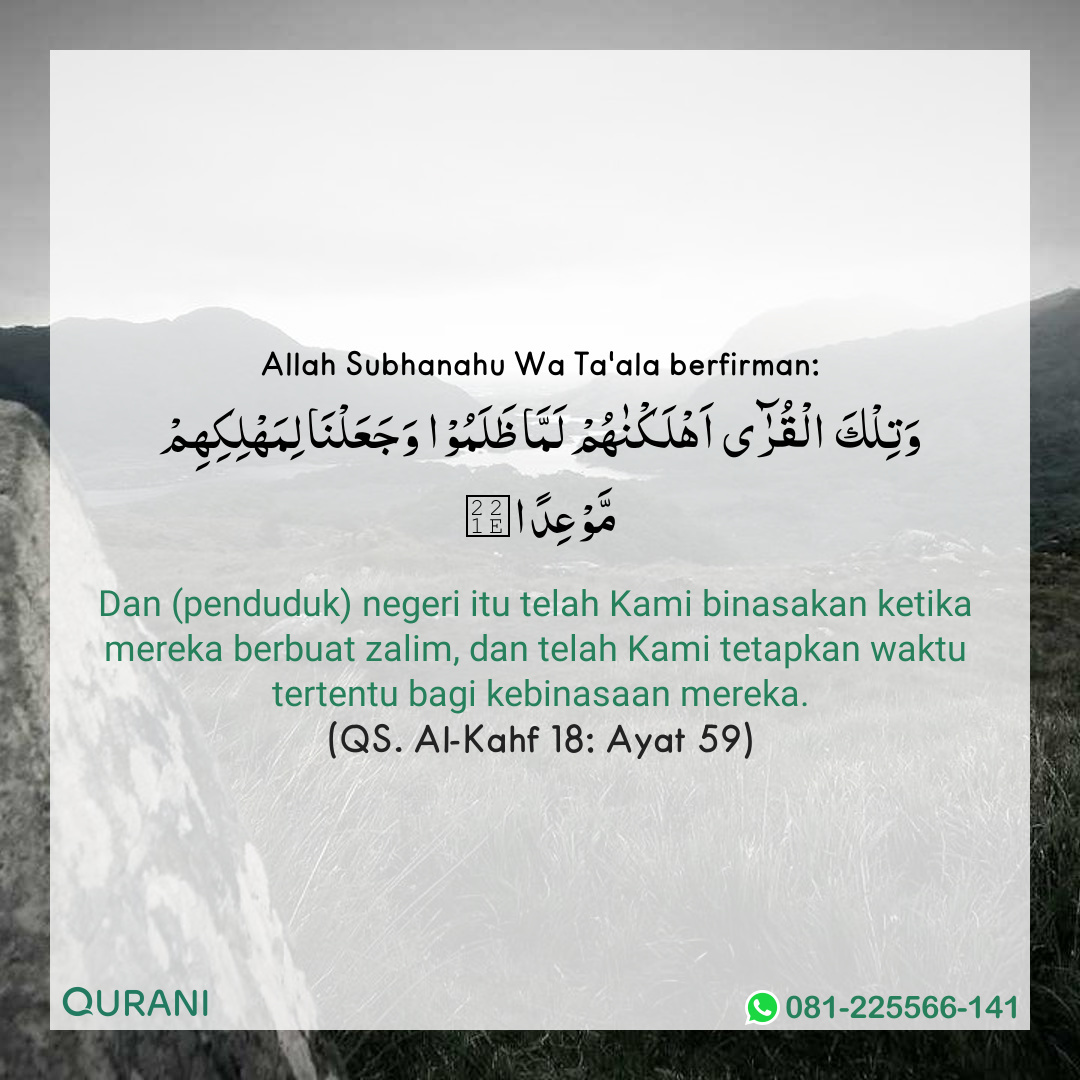 Allah Subhanahu Wa Ta'ala berfirman:
وَتِلْكَ الْقُرٰۤى اَهْلَكْنٰهُمْ لَمَّا ظَلَمُوْا وَجَعَلْنَا لِمَهْلِكِهِمْ
مَّوْعِدًا
Dan (penduduk) negeri itu telah Kami binasakan ketika
mereka berbuat zalim, dan telah Kami tetapkan waktu
tertentu bagi kebinasaan mereka.
(QS. Al-Kahf 18: Ayat 59)
QURANI
081-225566-141